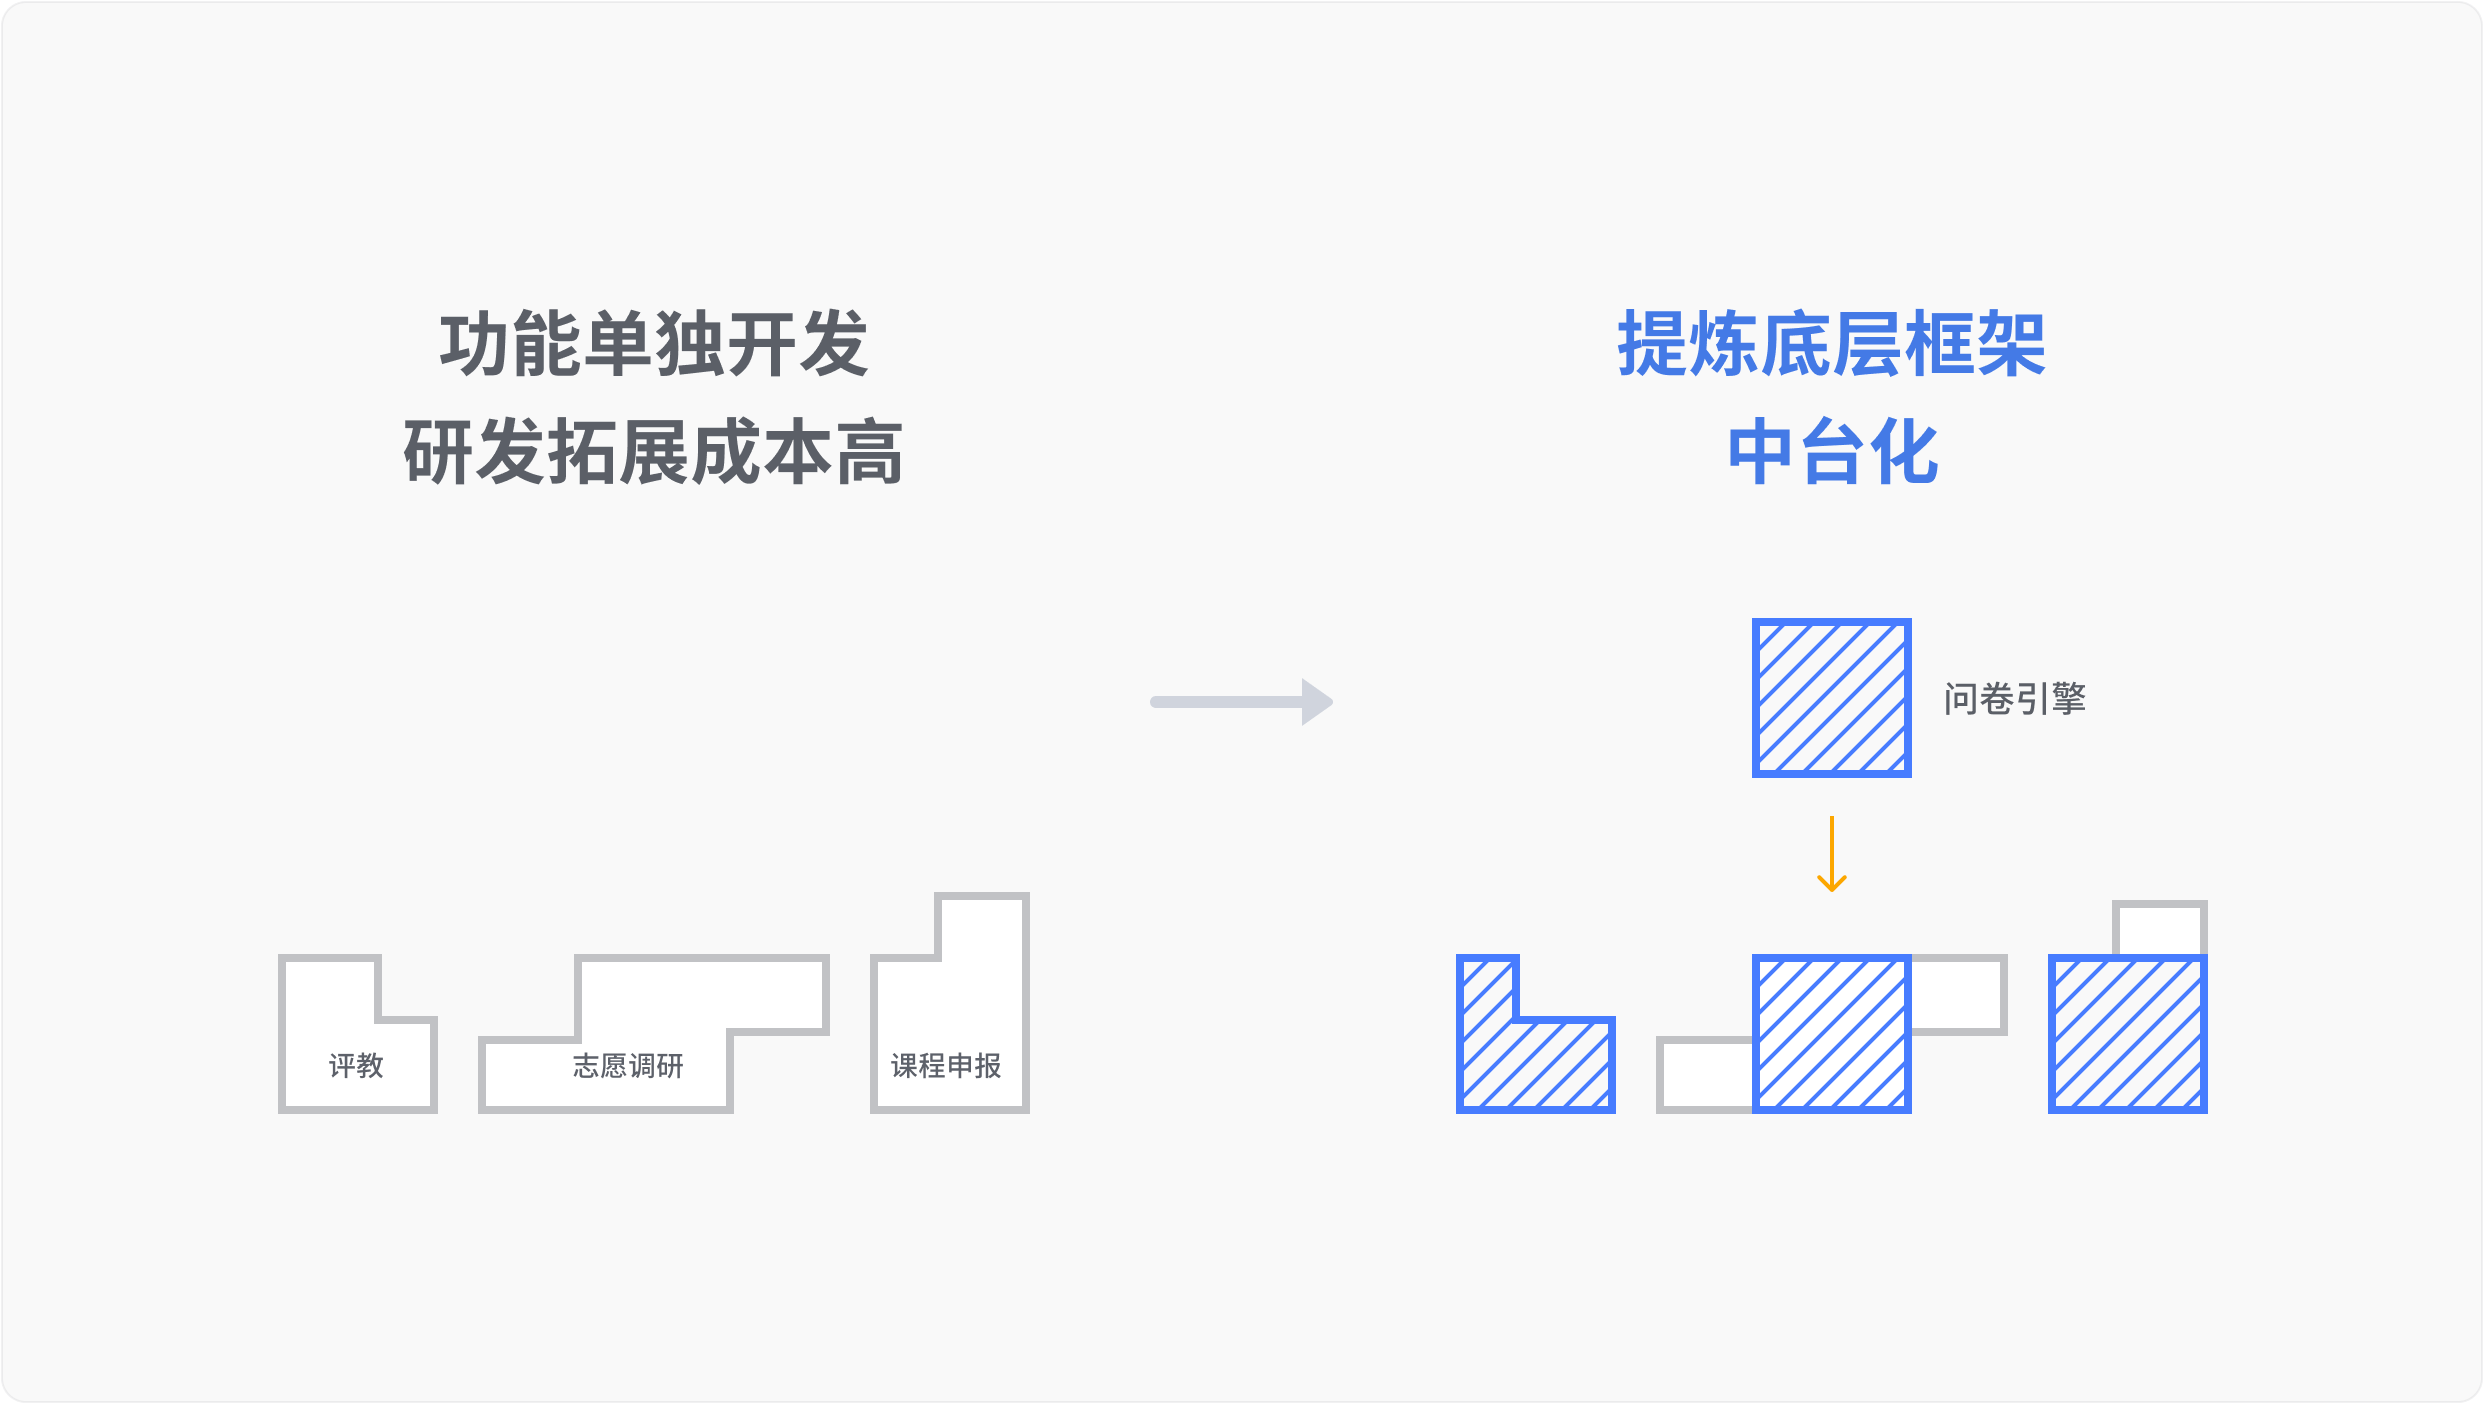 功能单独开发
研发拓展成本高
提炼底层框架
中台化
问卷引擎
评教
志愿调研
课程申报